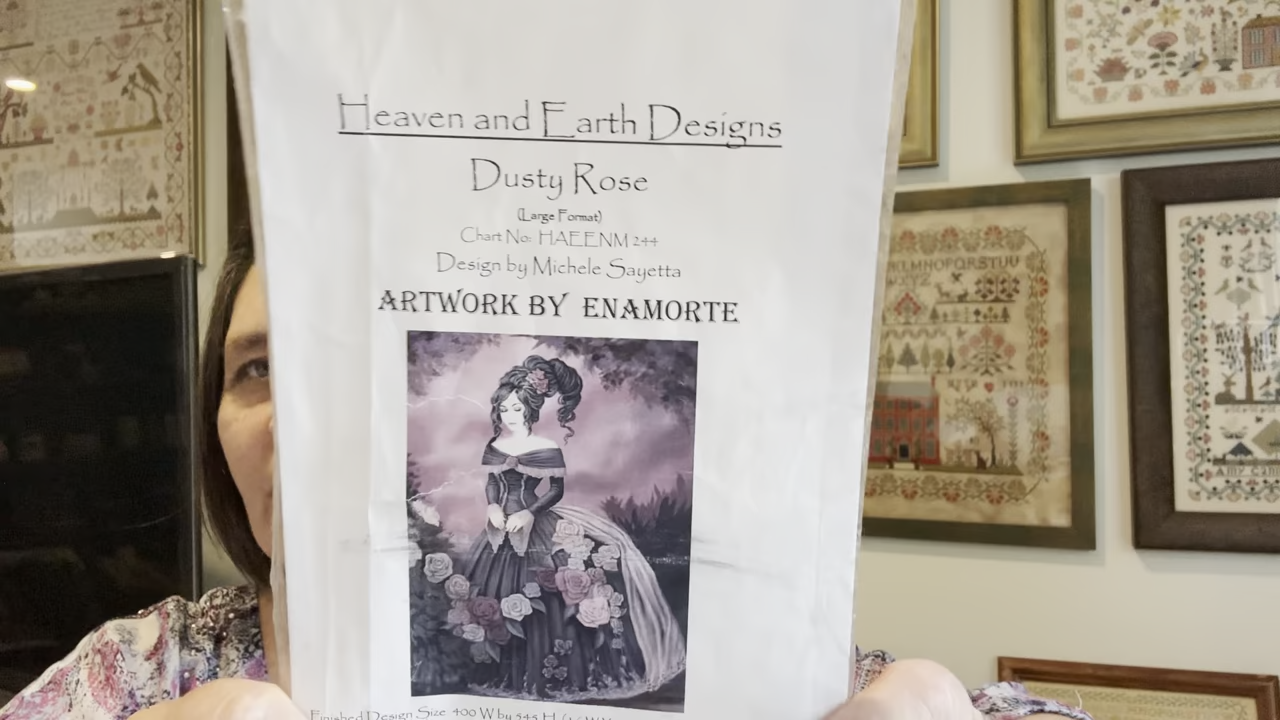 Heaven and Earth Designs
Dusty Rose
(Large Format)
Chart No: HAEENM 244
Design by Michele Sayetta
ARTWORK BY ENAMORTE
Finished Design Size 400 W by 545 H